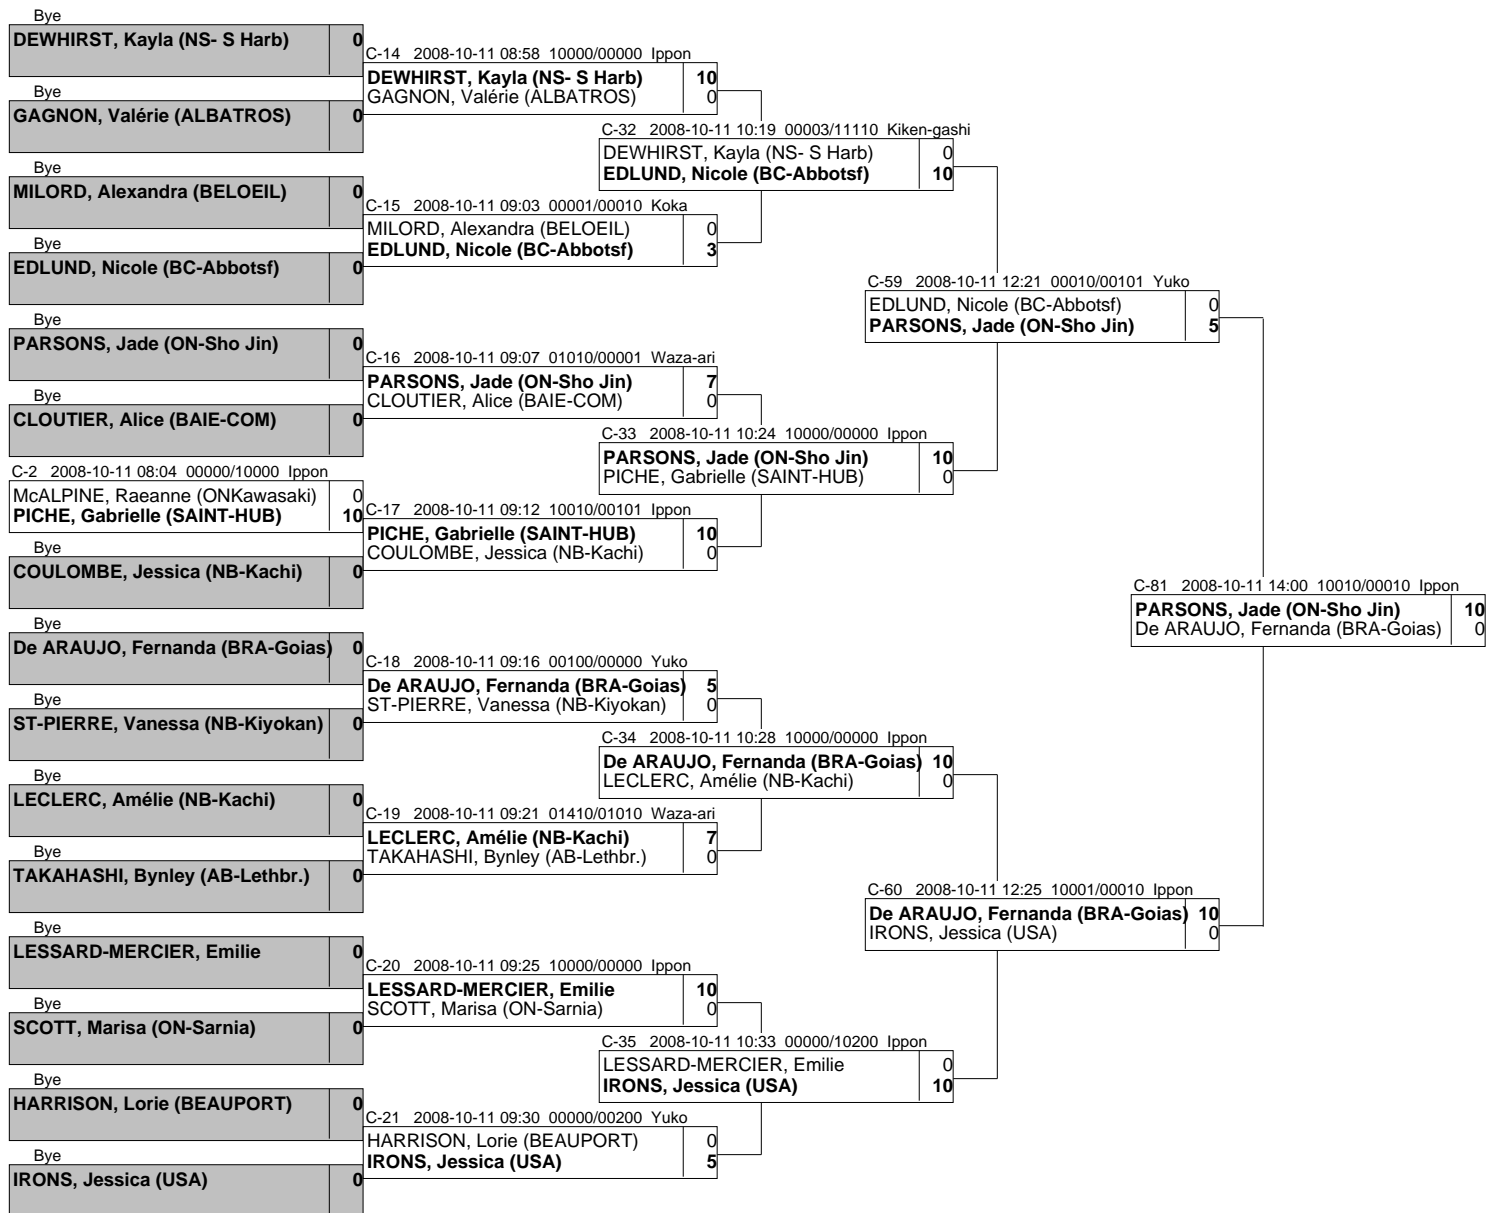 Bye
DEWHIRST, Kayla (NS- S Harb) 0
Bye
GAGNON, Valérie (ALBATROS) 0
Bye
MILORD, Alexandra (BELOEIL) 0
Bye
EDLUND, Nicole (BC-Abbotsf) 0
Bye
PARSONS, Jade (ON-Sho Jin) 0
Bye
CLOUTIER, Alice (BAIE-COM) 0
C-2 2008-10-11 08:04 00000/10000 Ippon
McALPINE, Raeanne (ONKawasaki) 0
PICHE, Gabrielle (SAINT-HUB) 10
Bye
COULOMBE, Jessica (NB-Kachi) 0
Bye
De ARAUJO, Fernanda (BRA-Goias) 0
Bye
ST-PIERRE, Vanessa (NB-Kiyokan) 0
Bye
LECLERC, Amélie (NB-Kachi) 0
Bye
TAKAHASHI, Bynley (AB-Lethbr.) 0
Bye
LESSARD-MERCIER, Emilie 0
Bye
SCOTT, Marisa (ON-Sarnia) 0
Bye
HARRISON, Lorie (BEAUPORT) 0
Bye
IRONS, Jessica (USA) 0
C-14 2008-10-11 08:58 10000/00000 Ippon
DEWHIRST, Kayla (NS- S Harb) 10
GAGNON, Valérie (ALBATROS) 0
C-15 2008-10-11 09:03 00001/00010 Koka
MILORD, Alexandra (BELOEIL) 0
EDLUND, Nicole (BC-Abbotsf) 3
C-16 2008-10-11 09:07 01010/00001 Waza-ari
PARSONS, Jade (ON-Sho Jin) 7
CLOUTIER, Alice (BAIE-COM) 0
C-17 2008-10-11 09:12 10010/00101 Ippon
PICHE, Gabrielle (SAINT-HUB) 10
COULOMBE, Jessica (NB-Kachi) 0
C-18 2008-10-11 09:16 00100/00000 Yuko
De ARAUJO, Fernanda (BRA-Goias) 5
ST-PIERRE, Vanessa (NB-Kiyokan) 0
C-19 2008-10-11 09:21 01410/01010 Waza-ari
LECLERC, Amélie (NB-Kachi) 7
TAKAHASHI, Bynley (AB-Lethbr.) 0
C-20 2008-10-11 09:25 10000/00000 Ippon
LESSARD-MERCIER, Emilie 10
SCOTT, Marisa (ON-Sarnia) 0
C-21 2008-10-11 09:30 00000/00200 Yuko
HARRISON, Lorie (BEAUPORT) 0
IRONS, Jessica (USA) 5
C-32 2008-10-11 10:19 00003/11110 Kiken-gashi
DEWHIRST, Kayla (NS- S Harb) 0
EDLUND, Nicole (BC-Abbotsf) 10
C-33 2008-10-11 10:24 10000/00000 Ippon
PARSONS, Jade (ON-Sho Jin) 10
PICHE, Gabrielle (SAINT-HUB) 0
C-34 2008-10-11 10:28 10000/00000 Ippon
De ARAUJO, Fernanda (BRA-Goias) 10
LECLERC, Amélie (NB-Kachi) 0
C-35 2008-10-11 10:33 00000/10200 Ippon
LESSARD-MERCIER, Emilie 0
IRONS, Jessica (USA) 10
C-59 2008-10-11 12:21 00010/00101 Yuko
EDLUND, Nicole (BC-Abbotsf) 0
PARSONS, Jade (ON-Sho Jin) 5
C-60 2008-10-11 12:25 10001/00010 Ippon
De ARAUJO, Fernanda (BRA-Goias) 10
IRONS, Jessica (USA) 0
C-81 2008-10-11 14:00 10010/00010 Ippon
PARSONS, Jade (ON-Sho Jin) 10
De ARAUJO, Fernanda (BRA-Goias) 0